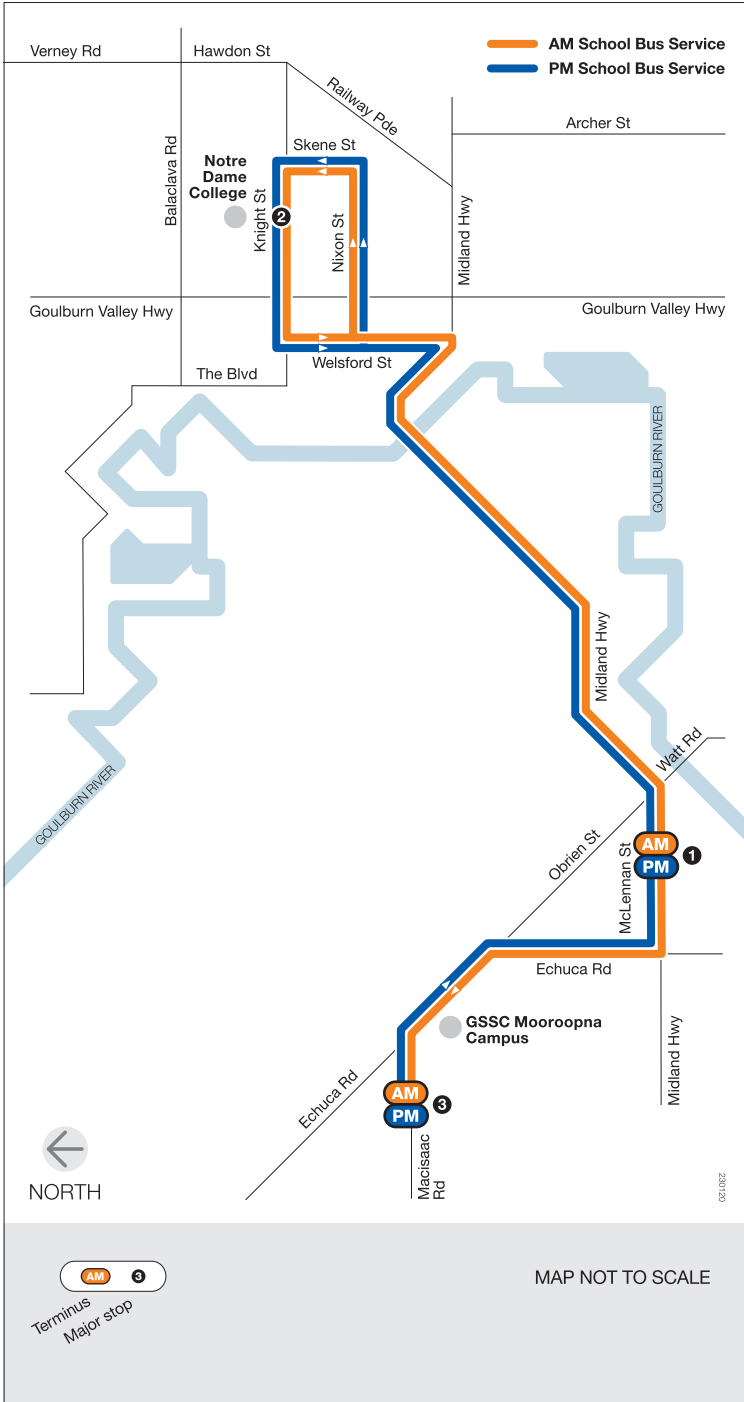 AM School Bus Service
PM School Bus Service
Verney Rd
Hawdon St
Railway Pde
Archer St
Skene St
Notre
Dame
College
Balaclava Rd
Knight St
2
Nixon St
Midland Hwy
Goulburn Valley Hwy
Goulburn Valley Hwy
Welsford St
The Blvd
GOULBURN RIVER
Midland Hwy
Watt Rd
GOULBURN RIVER
Obrien St
McLennan St
AM
PM
1
Echuca Rd
GSSC Mooroopna
Campus
Midland Hwy
Echuca Rd
AM
PM
3
Macisaac
Rd
NORTH
230120
AM
3
Terminus
Major stop
MAP NOT TO SCALE